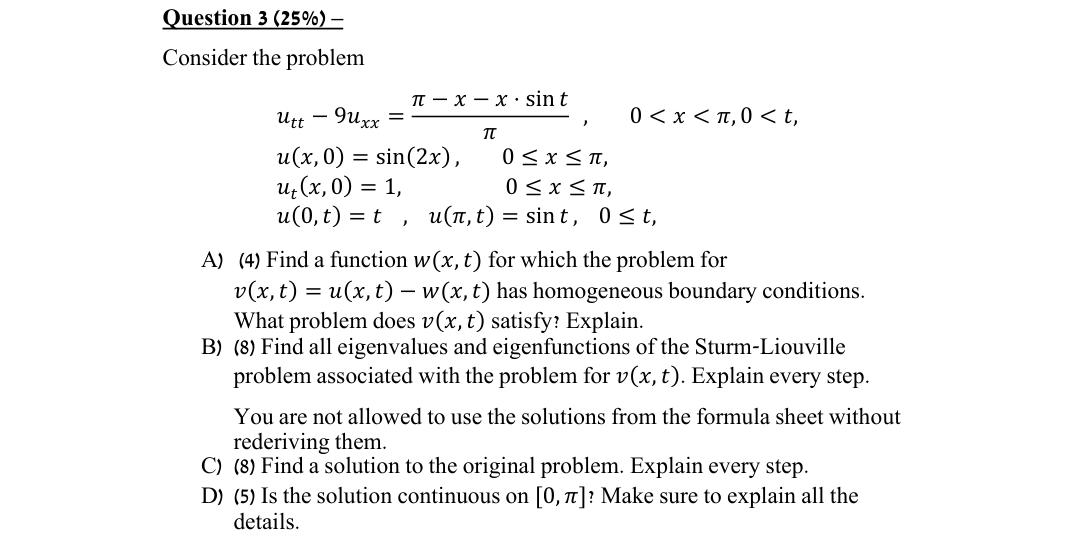 Question 3 (25%) –
Consider the problem
u_tt − 9u_xx = (π − x − x · sin t)/π , 0 < x < π, 0 < t,
u(x, 0) = sin(2x) , 0 ≤ x ≤ π,
u_t(x, 0) = 1, 0 ≤ x ≤ π,
u(0, t) = t , u(π, t) = sin t , 0 ≤ t,
A) (4) Find a function w(x, t) for which the problem for
v(x, t) = u(x, t) − w(x, t) has homogeneous boundary conditions.
What problem does v(x, t) satisfy? Explain.
B) (8) Find all eigenvalues and eigenfunctions of the Sturm-Liouville
problem associated with the problem for v(x, t). Explain every step.
You are not allowed to use the solutions from the formula sheet without
rederiving them.
C) (8) Find a solution to the original problem. Explain every step.
D) (5) Is the solution continuous on [0, π]? Make sure to explain all the
details.